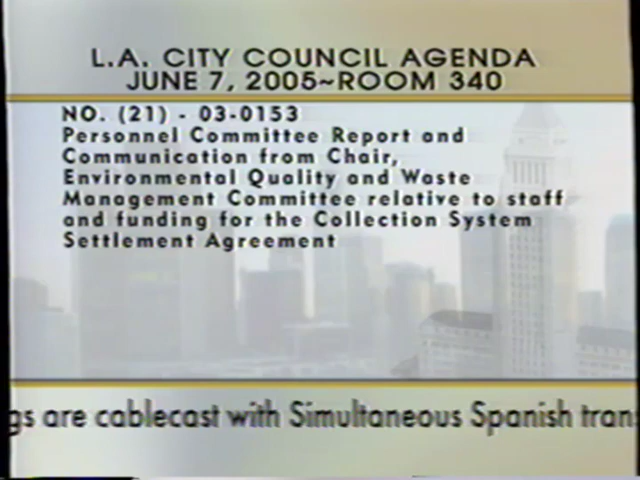 L.A. CITY COUNCIL AGENDA
JUNE 7, 2005~ROOM 340
NO. (21) - 03-0153
Personnel Committee Report and
Communication from Chair,
Environmental Quality and Waste
Management Committee relative to staff
and funding for the Collection System
Settlement Agreement
gs are cablecast with Simultaneous Spanish tran